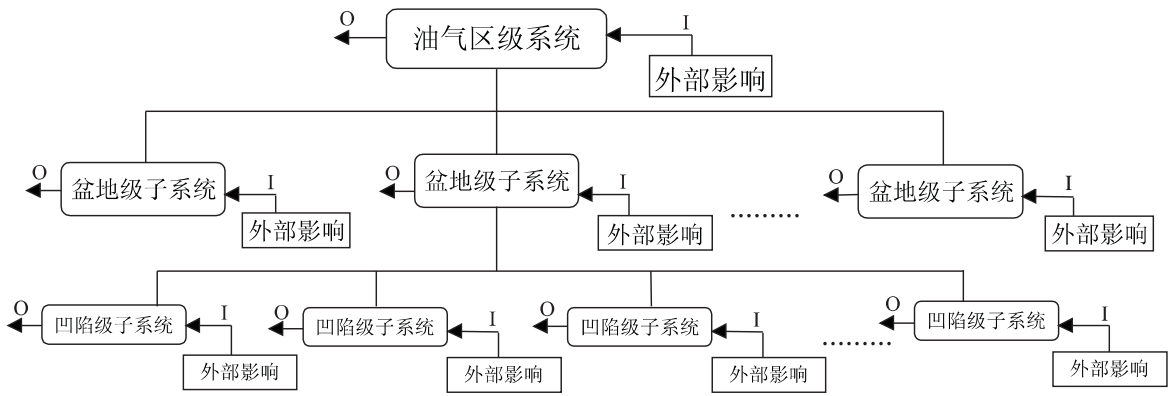 O
I
油气区级系统
外部影响
O
盆地级子系统
I
外部影响
O
盆地级子系统
I
外部影响
.........
O
盆地级子系统
I
外部影响
O
凹陷级子系统
I
外部影响
O
凹陷级子系统
I
外部影响
O
凹陷级子系统
I
外部影响
.........
O
凹陷级子系统
I
外部影响